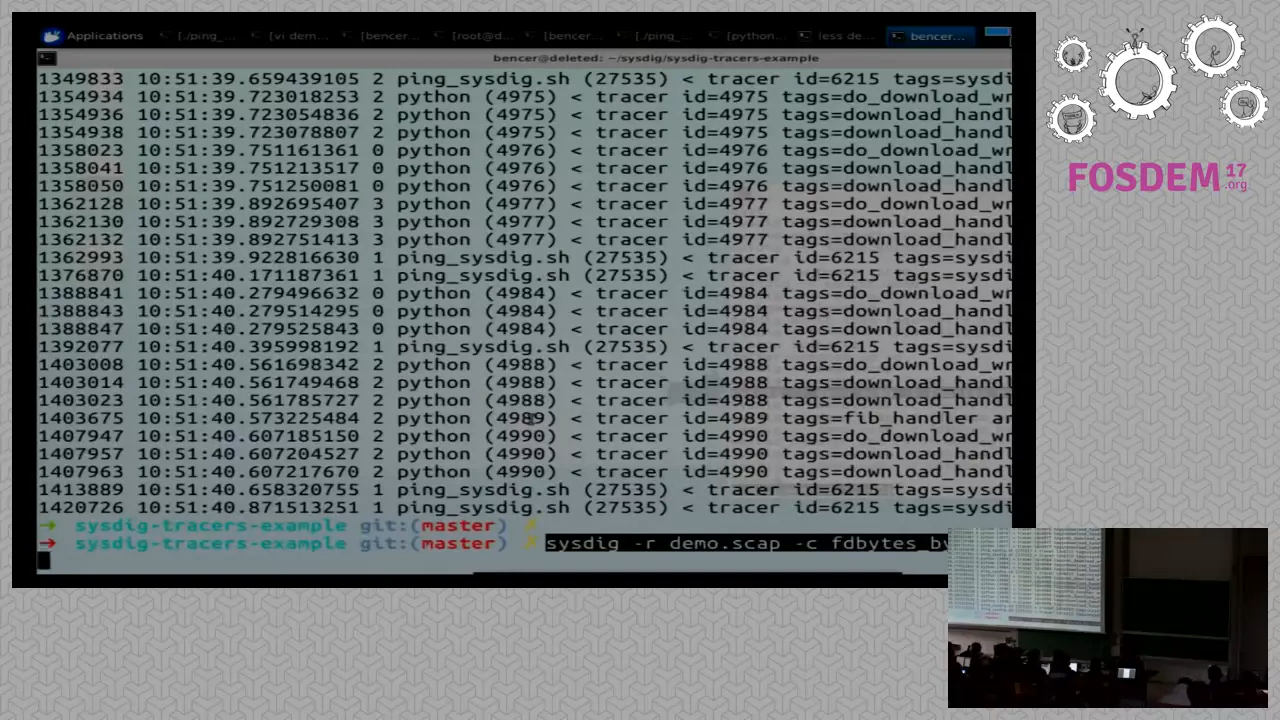 Applications [./ping_... [vi dem... [bencer... [root@d... [bencer... [./ping_... [python... less de... bencer...
bencer@deleted: ~/sysdig/sysdig-tracers-example
1349833 10:51:39.659439105 2 ping_sysdig.sh (27535) < tracer id=6215 tags=sysdi
1354934 10:51:39.723018253 2 python (4975) < tracer id=4975 tags=do_download_wr
1354936 10:51:39.723054836 2 python (4975) < tracer id=4975 tags=download_handl
1354938 10:51:39.723078807 2 python (4975) < tracer id=4975 tags=download_handl
1358023 10:51:39.751161361 0 python (4976) < tracer id=4976 tags=do_download_wr
1358041 10:51:39.751213517 0 python (4976) < tracer id=4976 tags=download_handl
1358050 10:51:39.751250081 0 python (4976) < tracer id=4976 tags=download_handl
1362128 10:51:39.892695407 3 python (4977) < tracer id=4977 tags=do_download_wr
1362130 10:51:39.892729308 3 python (4977) < tracer id=4977 tags=download_handl
1362132 10:51:39.892751413 3 python (4977) < tracer id=4977 tags=download_handl
1362993 10:51:39.922816630 1 ping_sysdig.sh (27535) < tracer id=6215 tags=sysdi
1376870 10:51:40.171187361 1 ping_sysdig.sh (27535) < tracer id=6215 tags=sysdi
1388841 10:51:40.279496632 0 python (4984) < tracer id=4984 tags=do_download_wr
1388843 10:51:40.279514295 0 python (4984) < tracer id=4984 tags=download_handl
1388847 10:51:40.279525843 0 python (4984) < tracer id=4984 tags=download_handl
1392077 10:51:40.395998192 1 ping_sysdig.sh (27535) < tracer id=6215 tags=sysdi
1403008 10:51:40.561698342 2 python (4988) < tracer id=4988 tags=do_download_wr
1403014 10:51:40.561749468 2 python (4988) < tracer id=4988 tags=download_handl
1403023 10:51:40.561785727 2 python (4988) < tracer id=4988 tags=download_handl
1403675 10:51:40.573225484 2 python (4989) < tracer id=4989 tags=fib_handler ar
1407947 10:51:40.607185150 2 python (4990) < tracer id=4990 tags=do_download_wr
1407957 10:51:40.607204527 2 python (4990) < tracer id=4990 tags=download_handl
1407963 10:51:40.607217670 2 python (4990) < tracer id=4990 tags=download_handl
1413889 10:51:40.658320755 1 ping_sysdig.sh (27535) < tracer id=6215 tags=sysdi
1420726 10:51:40.871513251 1 ping_sysdig.sh (27535) < tracer id=6215 tags=sysdi
→ sysdig-tracers-example git:(master) ✗
→ sysdig-tracers-example git:(master) ✗ sysdig -r demo.scap -c fdbytes_by
FOSDEM 17
.org